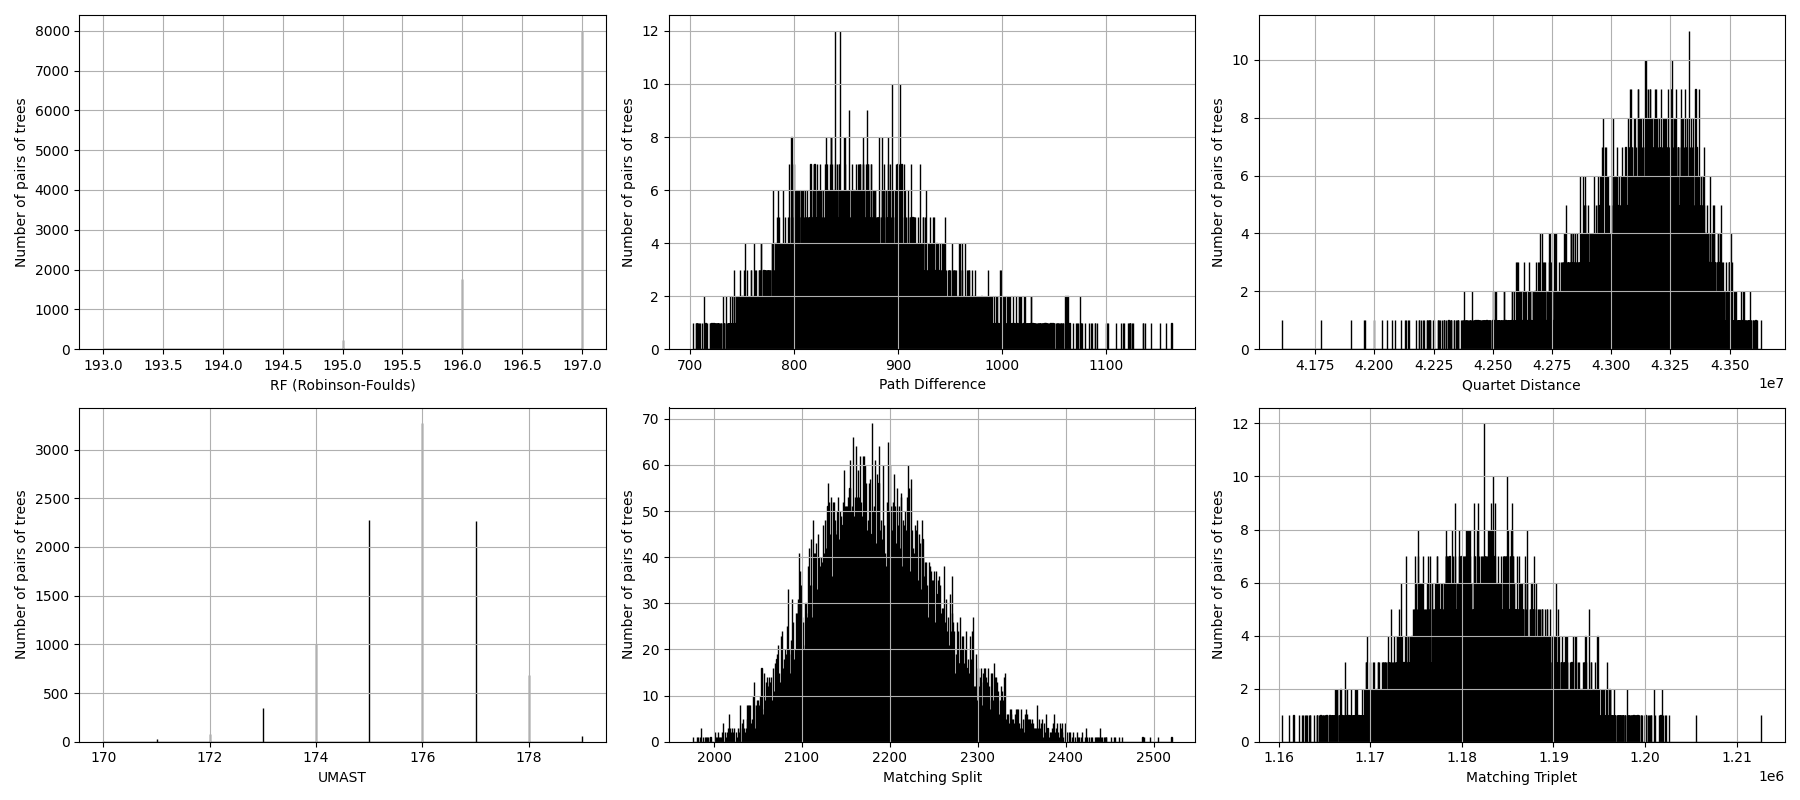 Number of pairs of trees
8000
7000
6000
5000
4000
3000
2000
1000
0
193.0 193.5 194.0 194.5 195.0 195.5 196.0 196.5 197.0
RF (Robinson-Foulds)
Number of pairs of trees
12
10
8
6
4
2
0
700 800 900 1000 1100
Path Difference
Number of pairs of trees
10
8
6
4
2
0
4.175 4.200 4.225 4.250 4.275 4.300 4.325 4.350
1e7
Quartet Distance
Number of pairs of trees
3000
2500
2000
1500
1000
500
0
170 172 174 176 178
UMAST
Number of pairs of trees
70
60
50
40
30
20
10
0
2000 2100 2200 2300 2400 2500
Matching Split
Number of pairs of trees
12
10
8
6
4
2
0
1.16 1.17 1.18 1.19 1.20 1.21
1e6
Matching Triplet